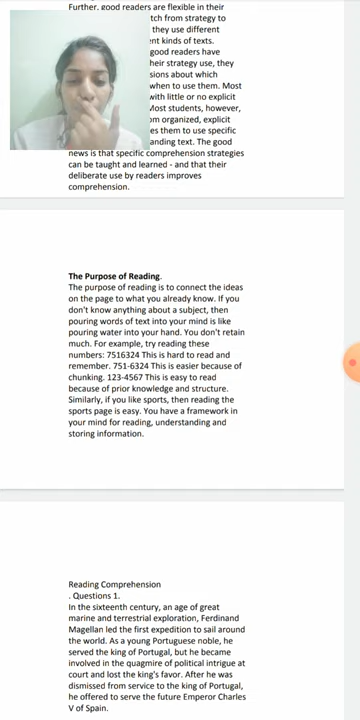 Further, good readers are flexible in their
tch from strategy to
they use different
nt kinds of texts.
good readers have
heir strategy use, they
sions about which
when to use them. Most
with little or no explicit
Most students, however,
om organized, explicit
es them to use specific
anding text. The good
news is that specific comprehension strategies
can be taught and learned - and that their
deliberate use by readers improves
comprehension.
The Purpose of Reading.
The purpose of reading is to connect the ideas
on the page to what you already know. If you
don't know anything about a subject, then
pouring words of text into your mind is like
pouring water into your hand. You don't retain
much. For example, try reading these
numbers: 7516324 This is hard to read and
remember. 751-6324 This is easier because of
chunking. 123-4567 This is easy to read
because of prior knowledge and structure.
Similarly, if you like sports, then reading the
sports page is easy. You have a framework in
your mind for reading, understanding and
storing information.
Reading Comprehension
. Questions 1.
In the sixteenth century, an age of great
marine and terrestrial exploration, Ferdinand
Magellan led the first expedition to sail around
the world. As a young Portuguese noble, he
served the king of Portugal, but he became
involved in the quagmire of political intrigue at
court and lost the king's favor. After he was
dismissed from service to the king of Portugal,
he offered to serve the future Emperor Charles
V of Spain.